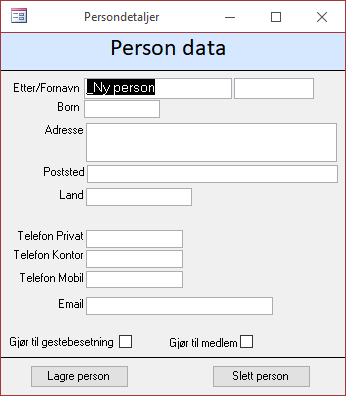 Persondetaljer
Person data
Etter/Fornavn _Ny person
Born
Adresse
Poststed
Land
Telefon Privat
Telefon Kontor
Telefon Mobil
Email
Gjør til gestebesetning Gjør til medlem
Lagre person Slett person